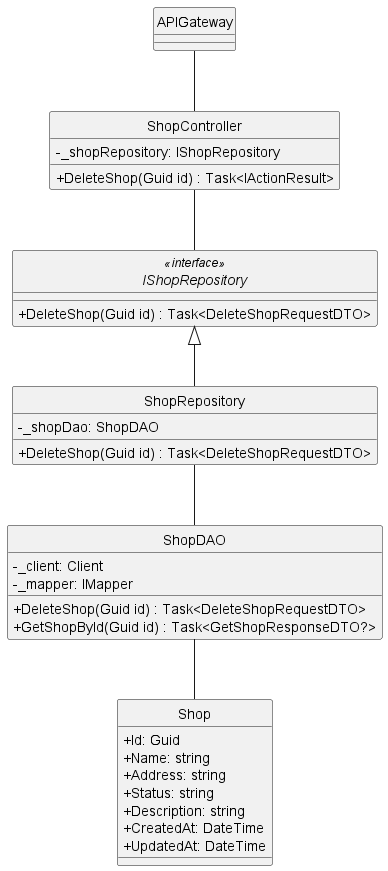 APIGateway
ShopController
-_shopRepository: IShopRepository
+DeleteShop(Guid id) : Task<IActionResult>
«interface»
IShopRepository
+DeleteShop(Guid id) : Task<DeleteShopRequestDTO>
ShopRepository
-_shopDao: ShopDAO
+DeleteShop(Guid id) : Task<DeleteShopRequestDTO>
ShopDAO
-_client: Client
-_mapper: IMapper
+DeleteShop(Guid id) : Task<DeleteShopRequestDTO>
+GetShopById(Guid id) : Task<GetShopResponseDTO?>
Shop
+Id: Guid
+Name: string
+Address: string
+Status: string
+Description: string
+CreatedAt: DateTime
+UpdatedAt: DateTime